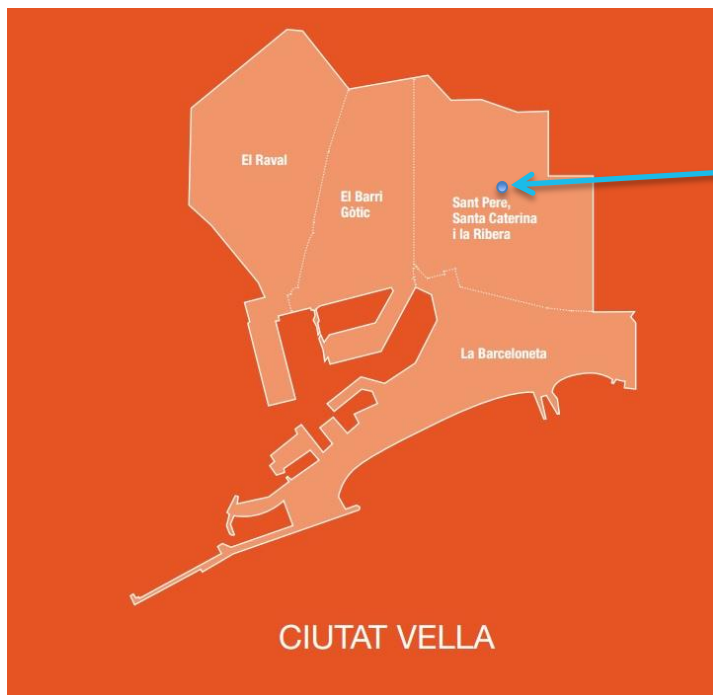 El Raval
El Barri
Gòtic
Sant Pere,
Santa Caterina
i la Ribera
La Barceloneta
CIUTAT VELLA